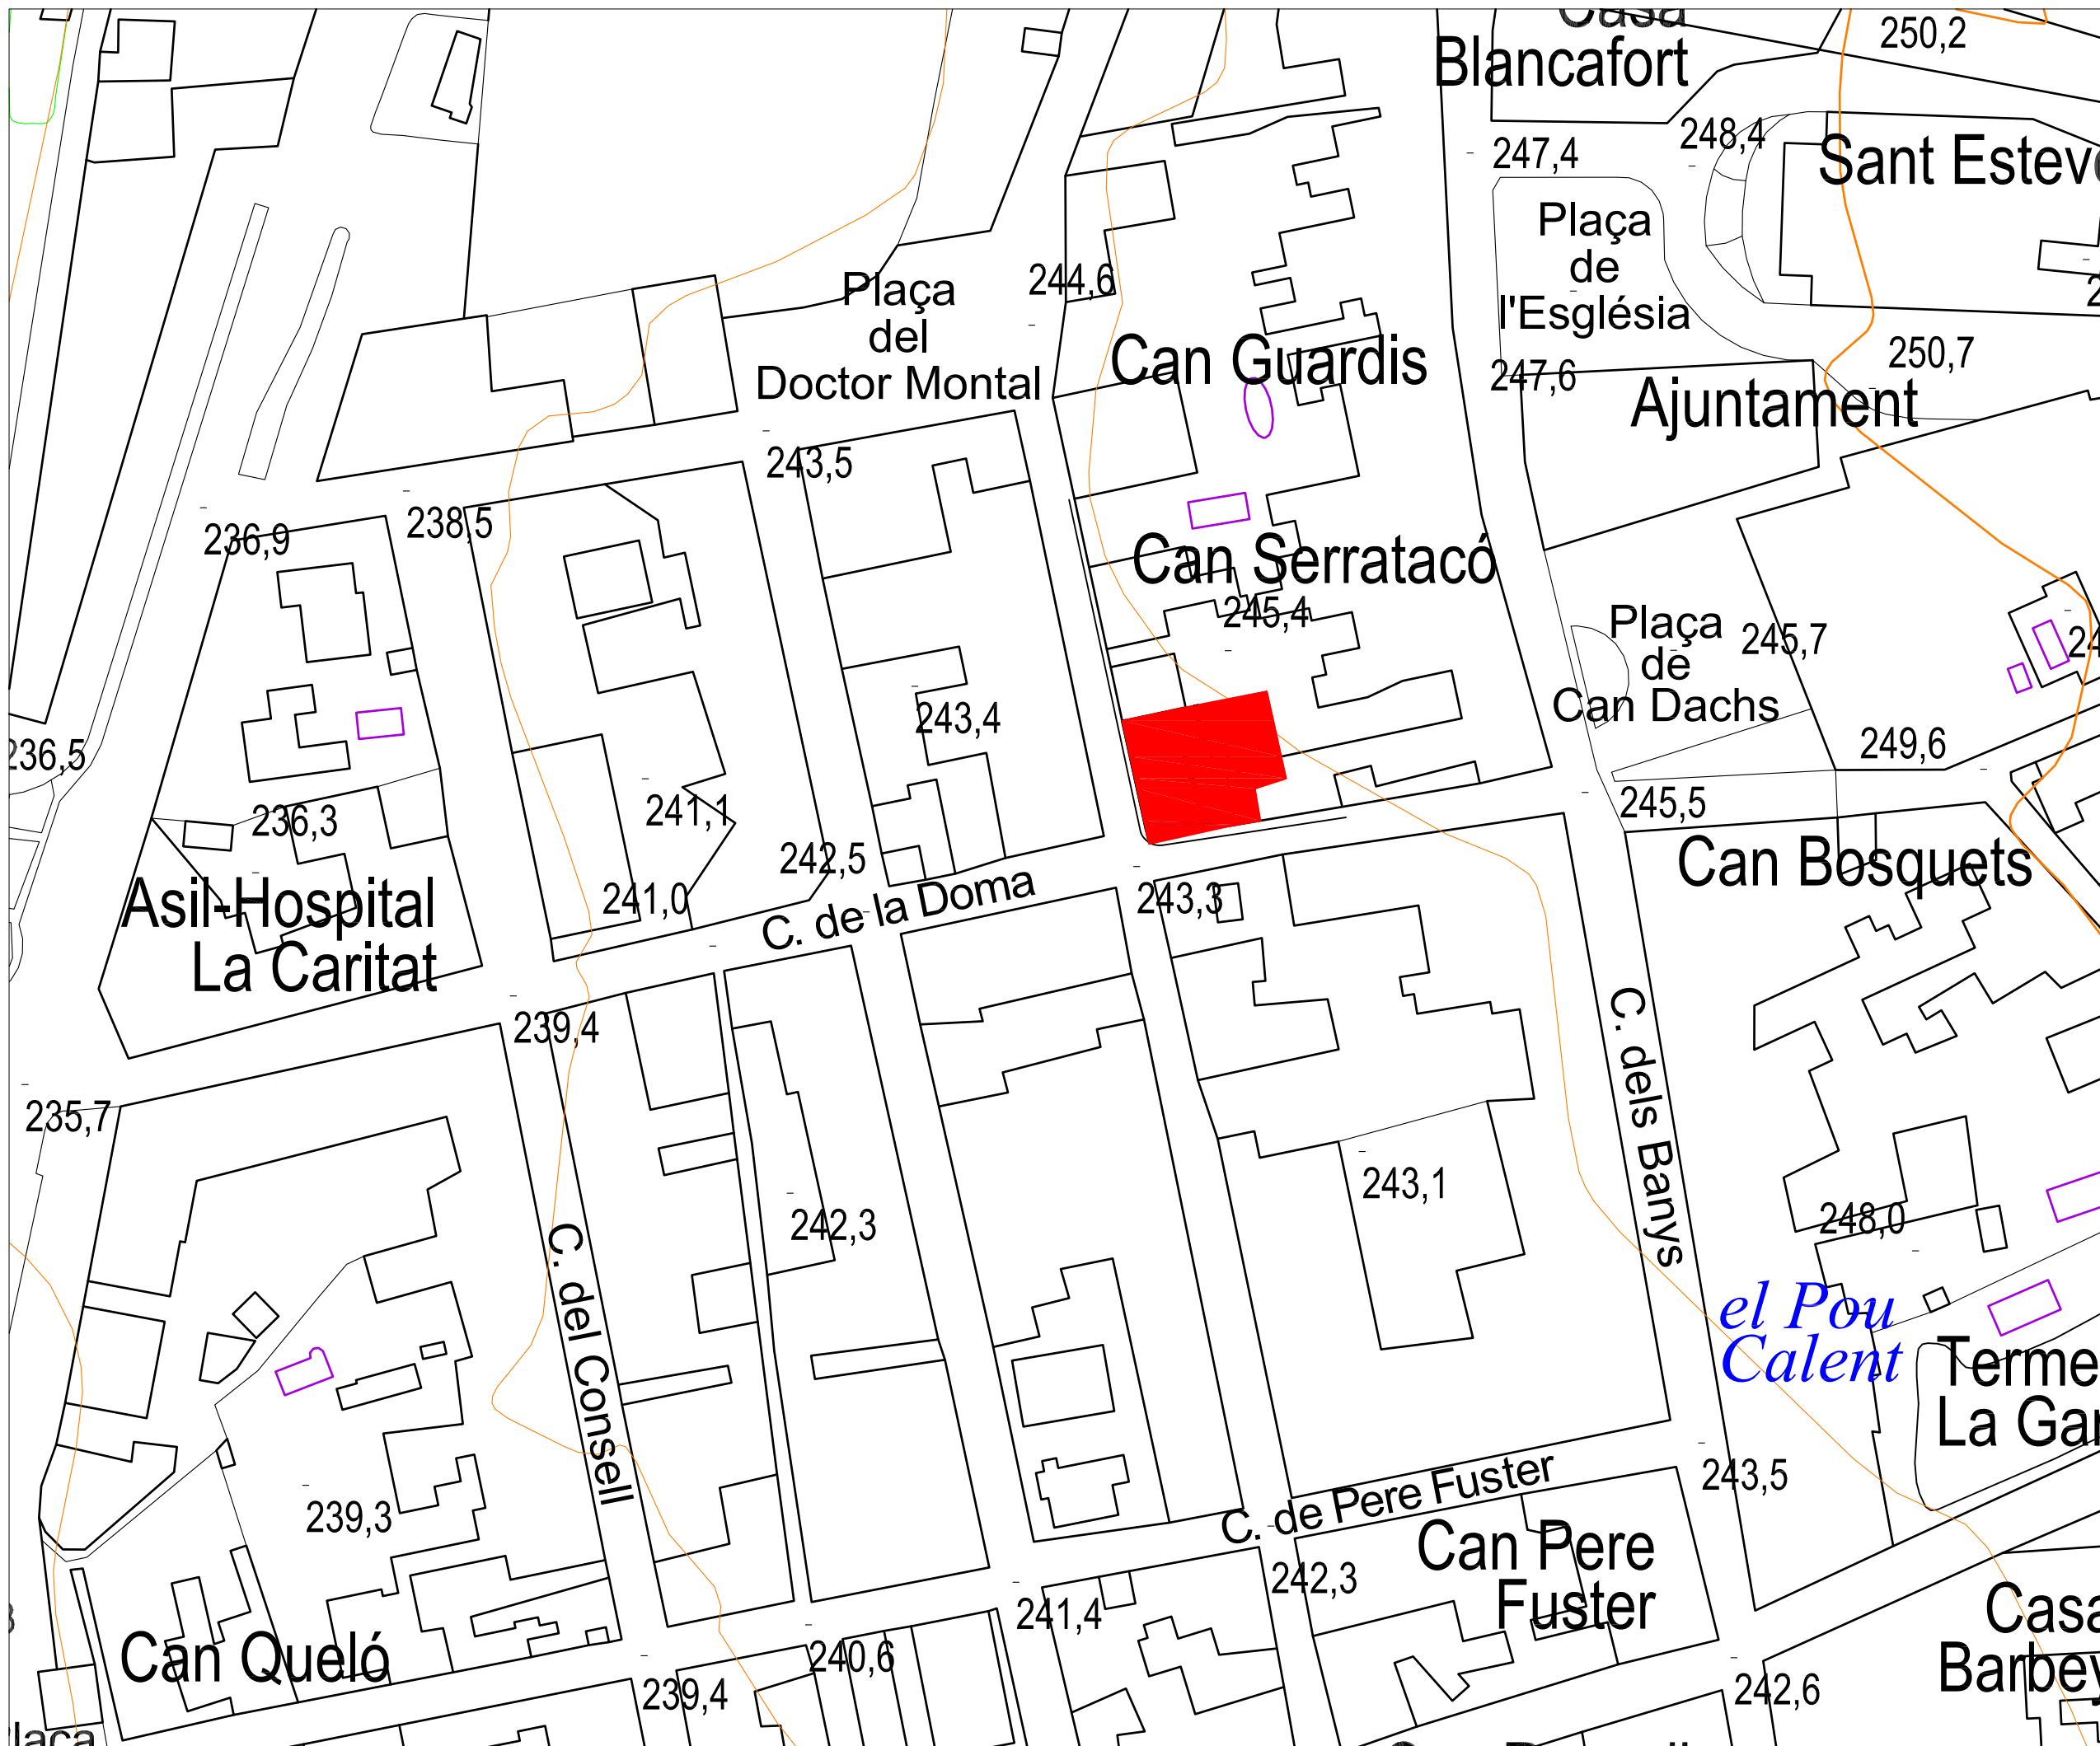 Casa
Blancafort
250,2
247,4
248,4
Sant Esteve
Plaça
de
l'Església
Plaça
del
Doctor Montal
244,6
Can Guardis
247,6
250,7
Ajuntament
243,5
236,9
238,5
Can Serratacó
245,4
Plaça
de
Can Dachs
245,7
24
236,5
243,4
249,6
236,3
241,1
242,5
245,5
Can Bosquets
Asil-Hospital
La Caritat
241,0
C. de la Doma
243,3
239,4
C. dels Banys
235,7
243,1
242,3
248,0
C. del Consell
el Pou
Calent
Terme
La Gar
239,3
C. de Pere Fuster
243,5
Can Pere
Fuster
242,3
241,4
Casa
Barbey
Can Queló
240,6
239,4
242,6
laça